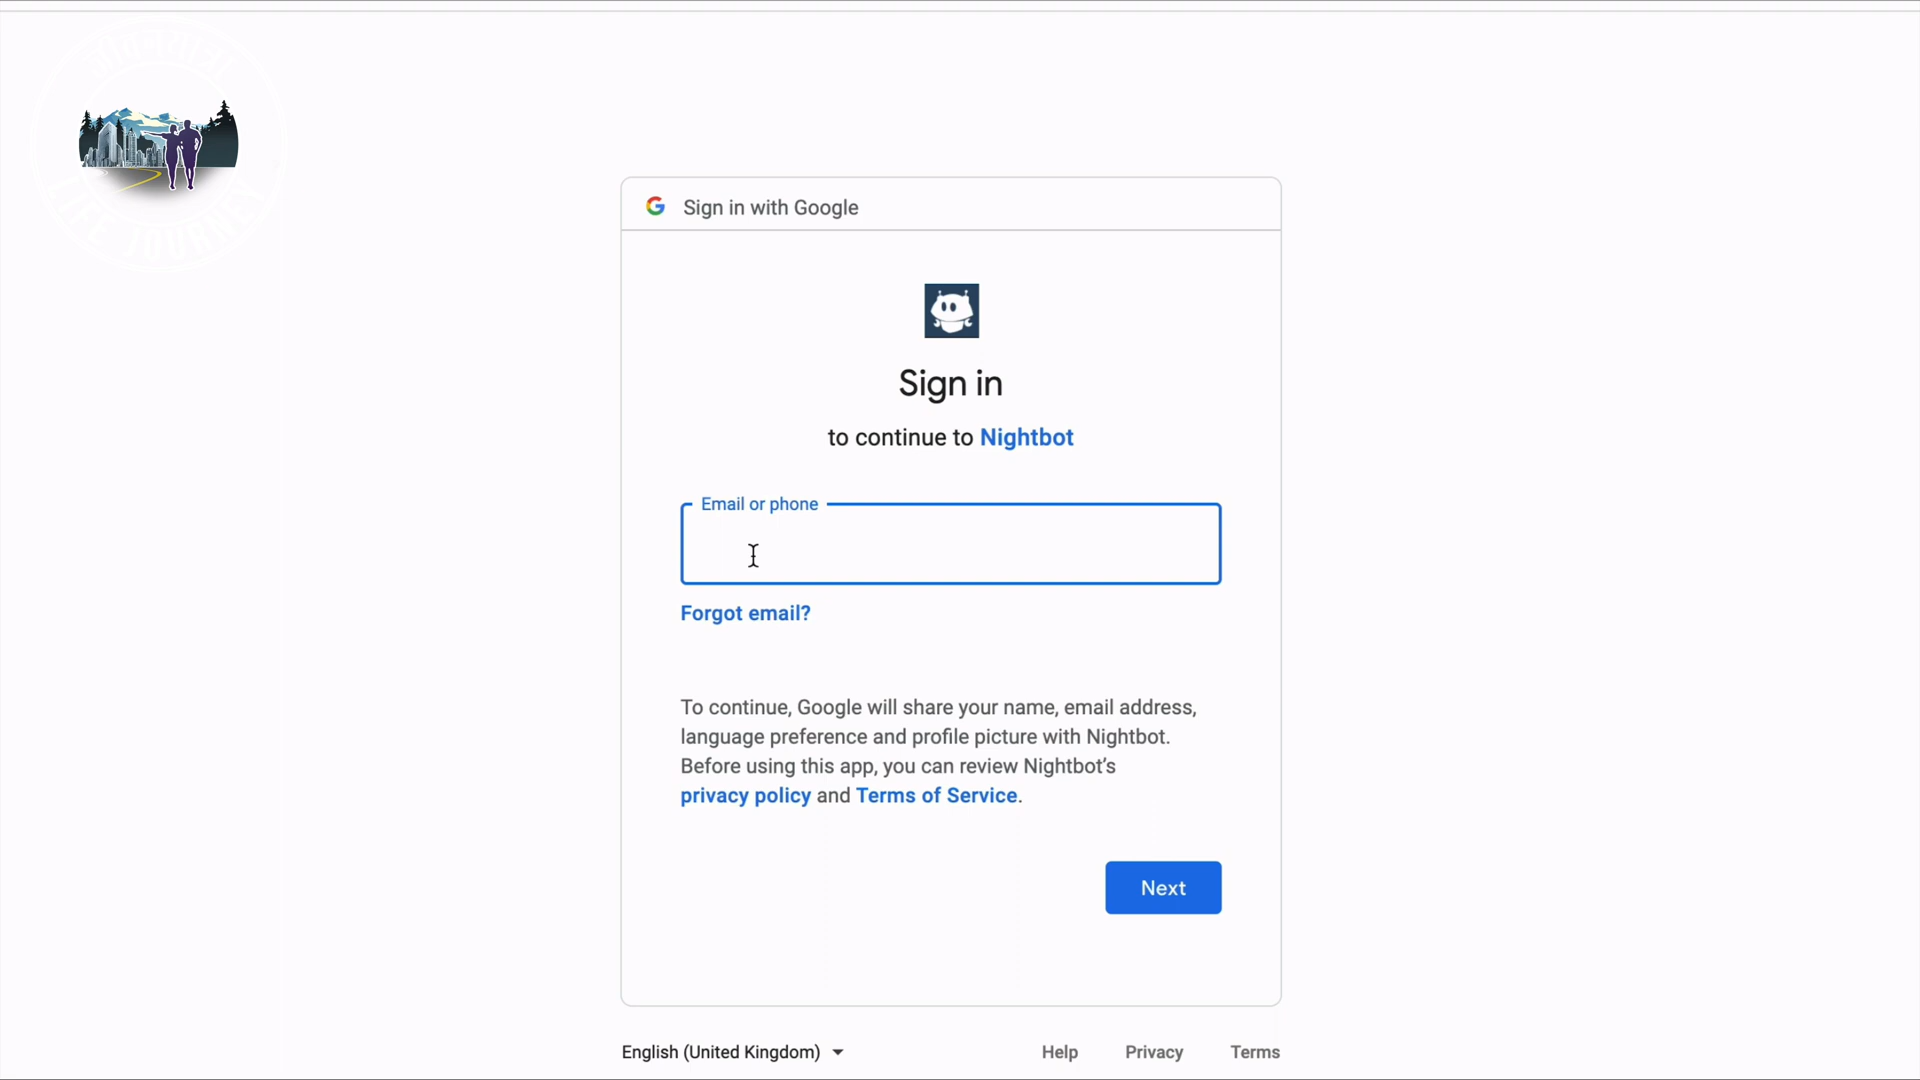 LIFE JOURNEY
Sign in with Google
Sign in
to continue to Nightbot
Email or phone
Forgot email?
To continue, Google will share your name, email address,
language preference and profile picture with Nightbot.
Before using this app, you can review Nightbot’s
privacy policy and Terms of Service.
Next
English (United Kingdom)
Help
Privacy
Terms